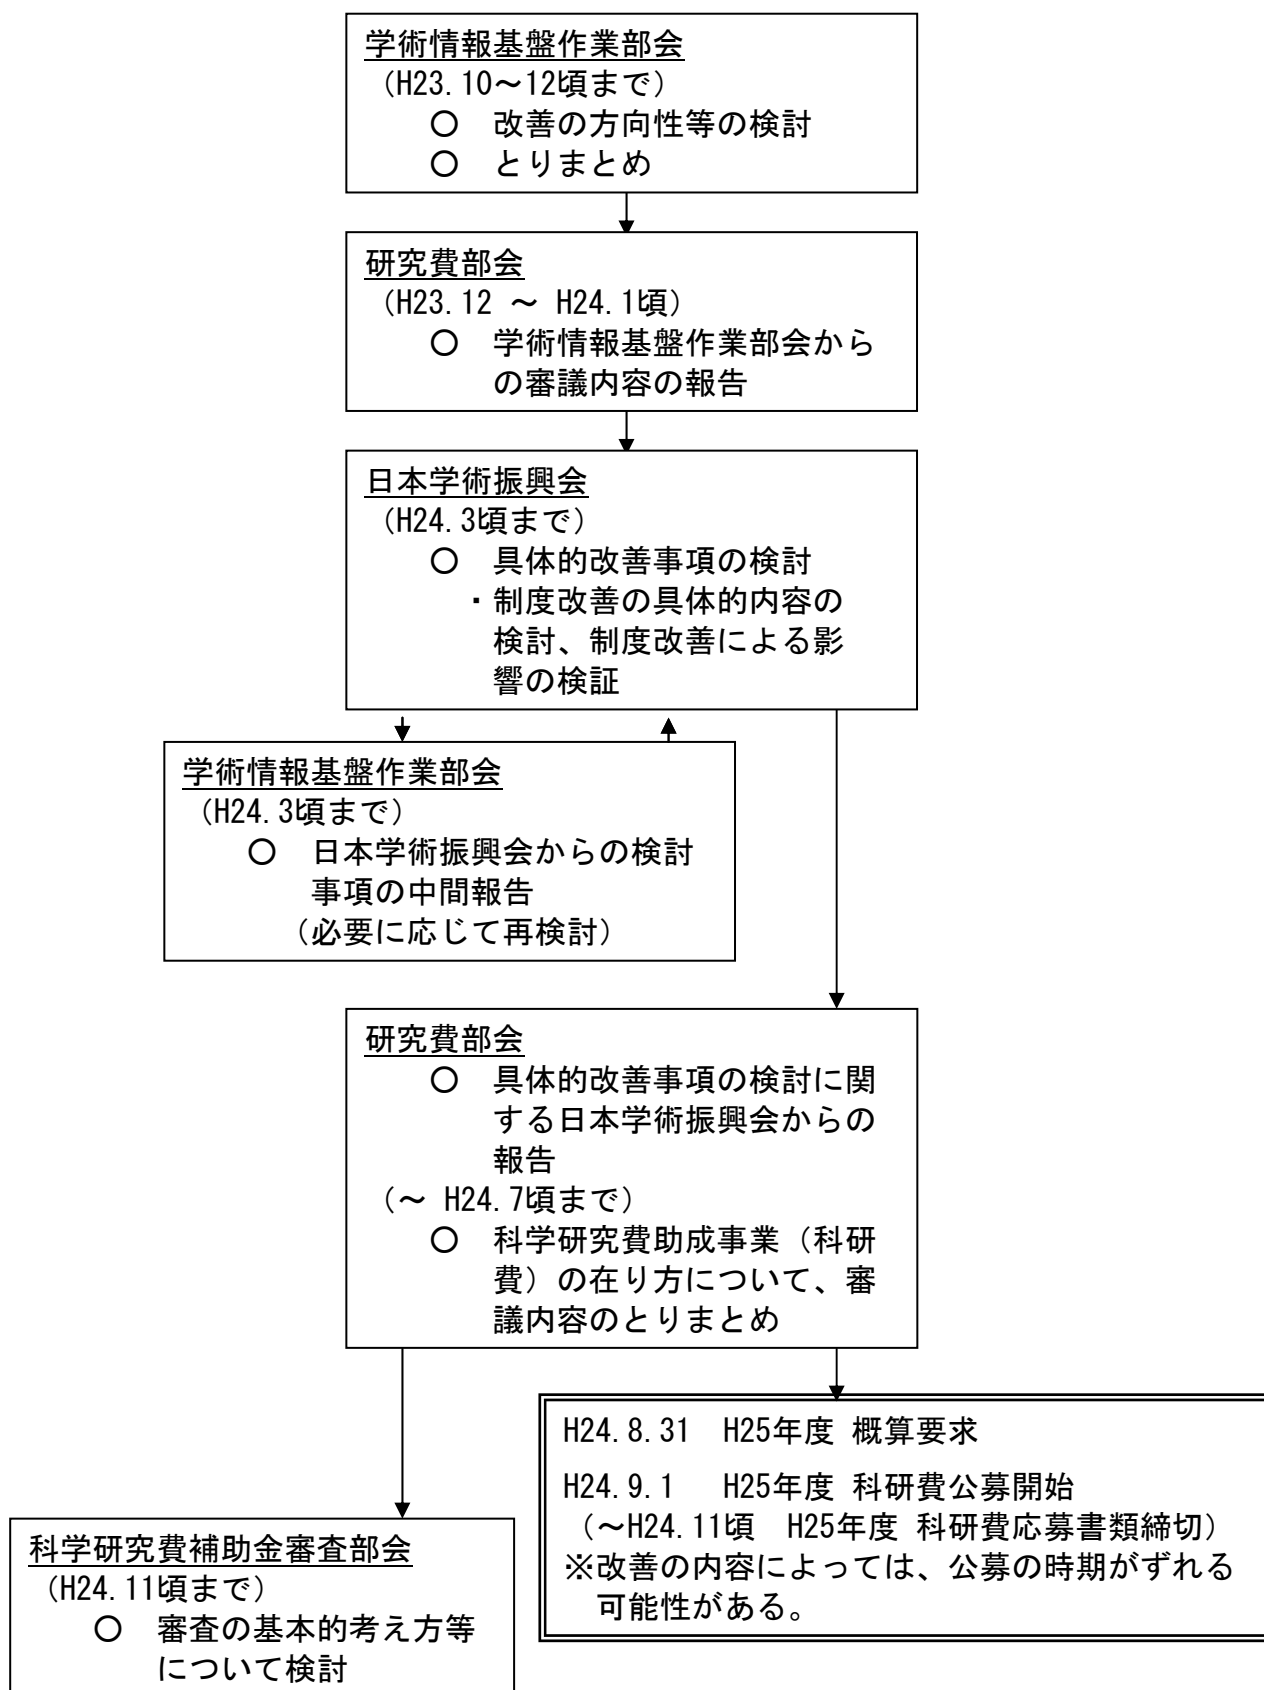 学術情報基盤作業部会
（H23.10～12頃まで）
○ 改善の方向性等の検討
○ とりまとめ
研究費部会
（H23.12 ～ H24.1頃）
○ 学術情報基盤作業部会から
の審議内容の報告
日本学術振興会
（H24.3頃まで）
○ 具体的改善事項の検討
・制度改善の具体的内容の
検討、制度改善による影
響の検証
学術情報基盤作業部会
（H24.3頃まで）
○ 日本学術振興会からの検討
事項の中間報告
（必要に応じて再検討）
研究費部会
○ 具体的改善事項の検討に関
する日本学術振興会からの
報告
（～ H24.7頃まで）
○ 科学研究費助成事業（科研
費）の在り方について、審
議内容のとりまとめ
H24.8.31 H25年度 概算要求
H24.9.1 H25年度 科研費公募開始
（～H24.11頃 H25年度 科研費応募書類締切）
※改善の内容によっては、公募の時期がずれる
可能性がある。
科学研究費補助金審査部会
（H24.11頃まで）
○ 審査の基本的考え方等
について検討